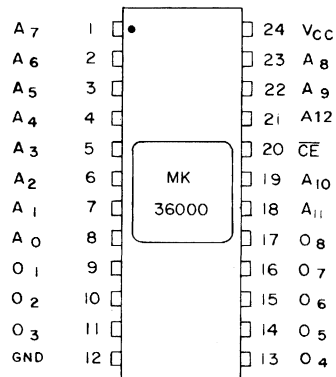 A7 1 24 VCC
A6 2 23 A8
A5 3 22 A9
A4 4 21 A12
A3 5 20 C̅E̅
A2 6 MK 19 A10
A1 7 36000 18 A11
A0 8 17 O8
O1 9 16 O7
O2 10 15 O6
O3 11 14 O5
GND 12 13 O4